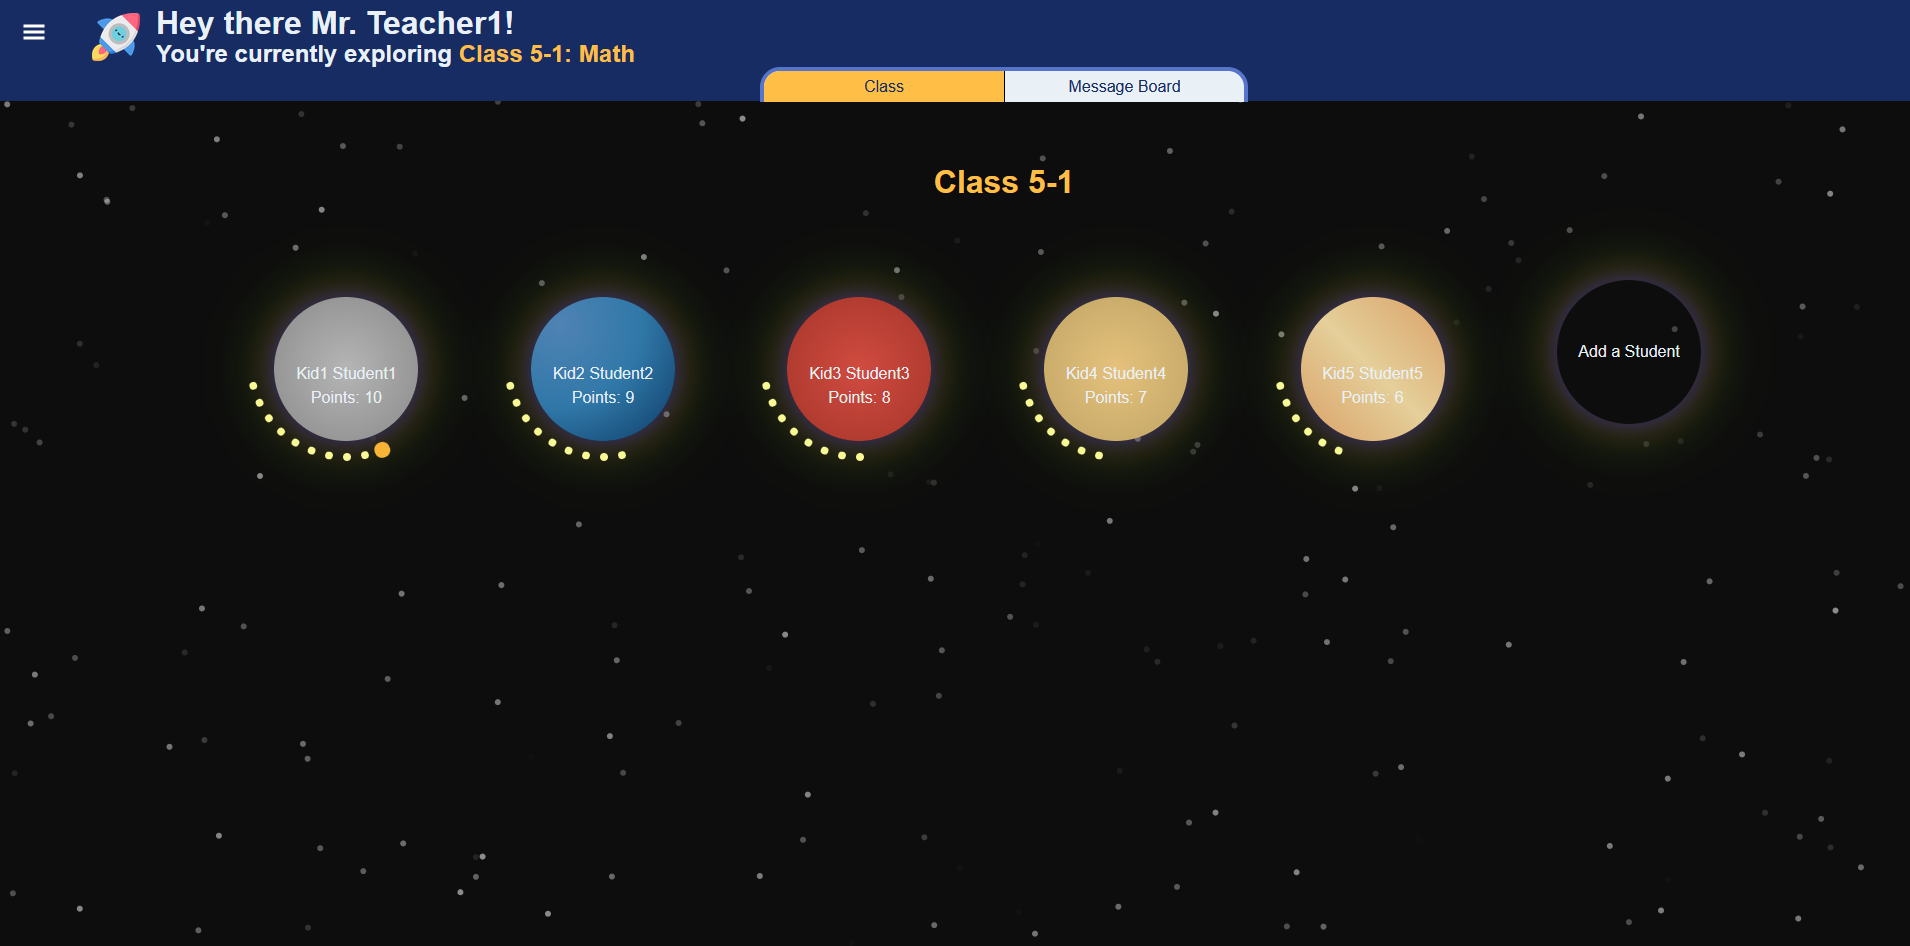 Hey there Mr. Teacher1!
You're currently exploring Class 5-1: Math
Class
Message Board
Class 5-1
Kid1 Student1
Points: 10
Kid2 Student2
Points: 9
Kid3 Student3
Points: 8
Kid4 Student4
Points: 7
Kid5 Student5
Points: 6
Add a Student